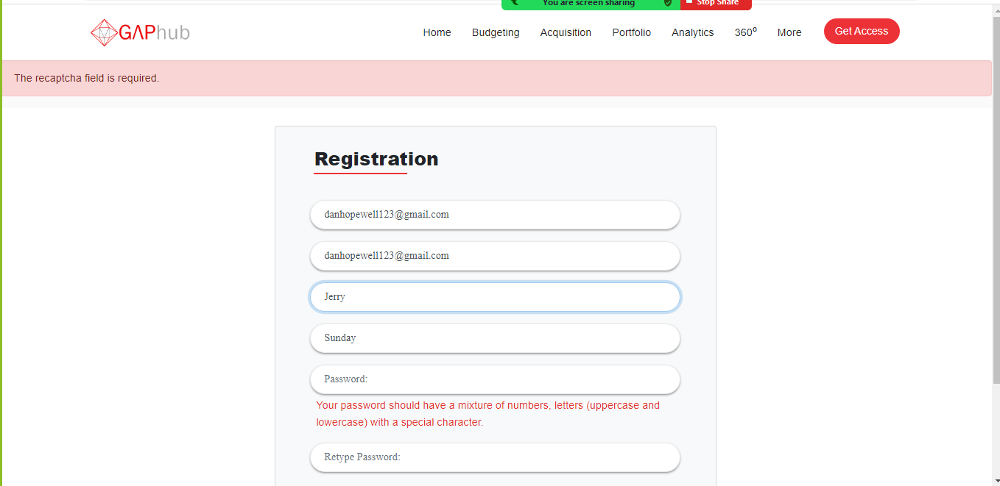 You are screen sharing
Stop Share
GAPhub
Home
Budgeting
Acquisition
Portfolio
Analytics
360⁰
More
Get Access
The recaptcha field is required.
Registration
danhopewell123@gmail.com
danhopewell123@gmail.com
Jerry
Sunday
Password:
Your password should have a mixture of numbers, letters (uppercase and
lowercase) with a special character.
Retype Password: